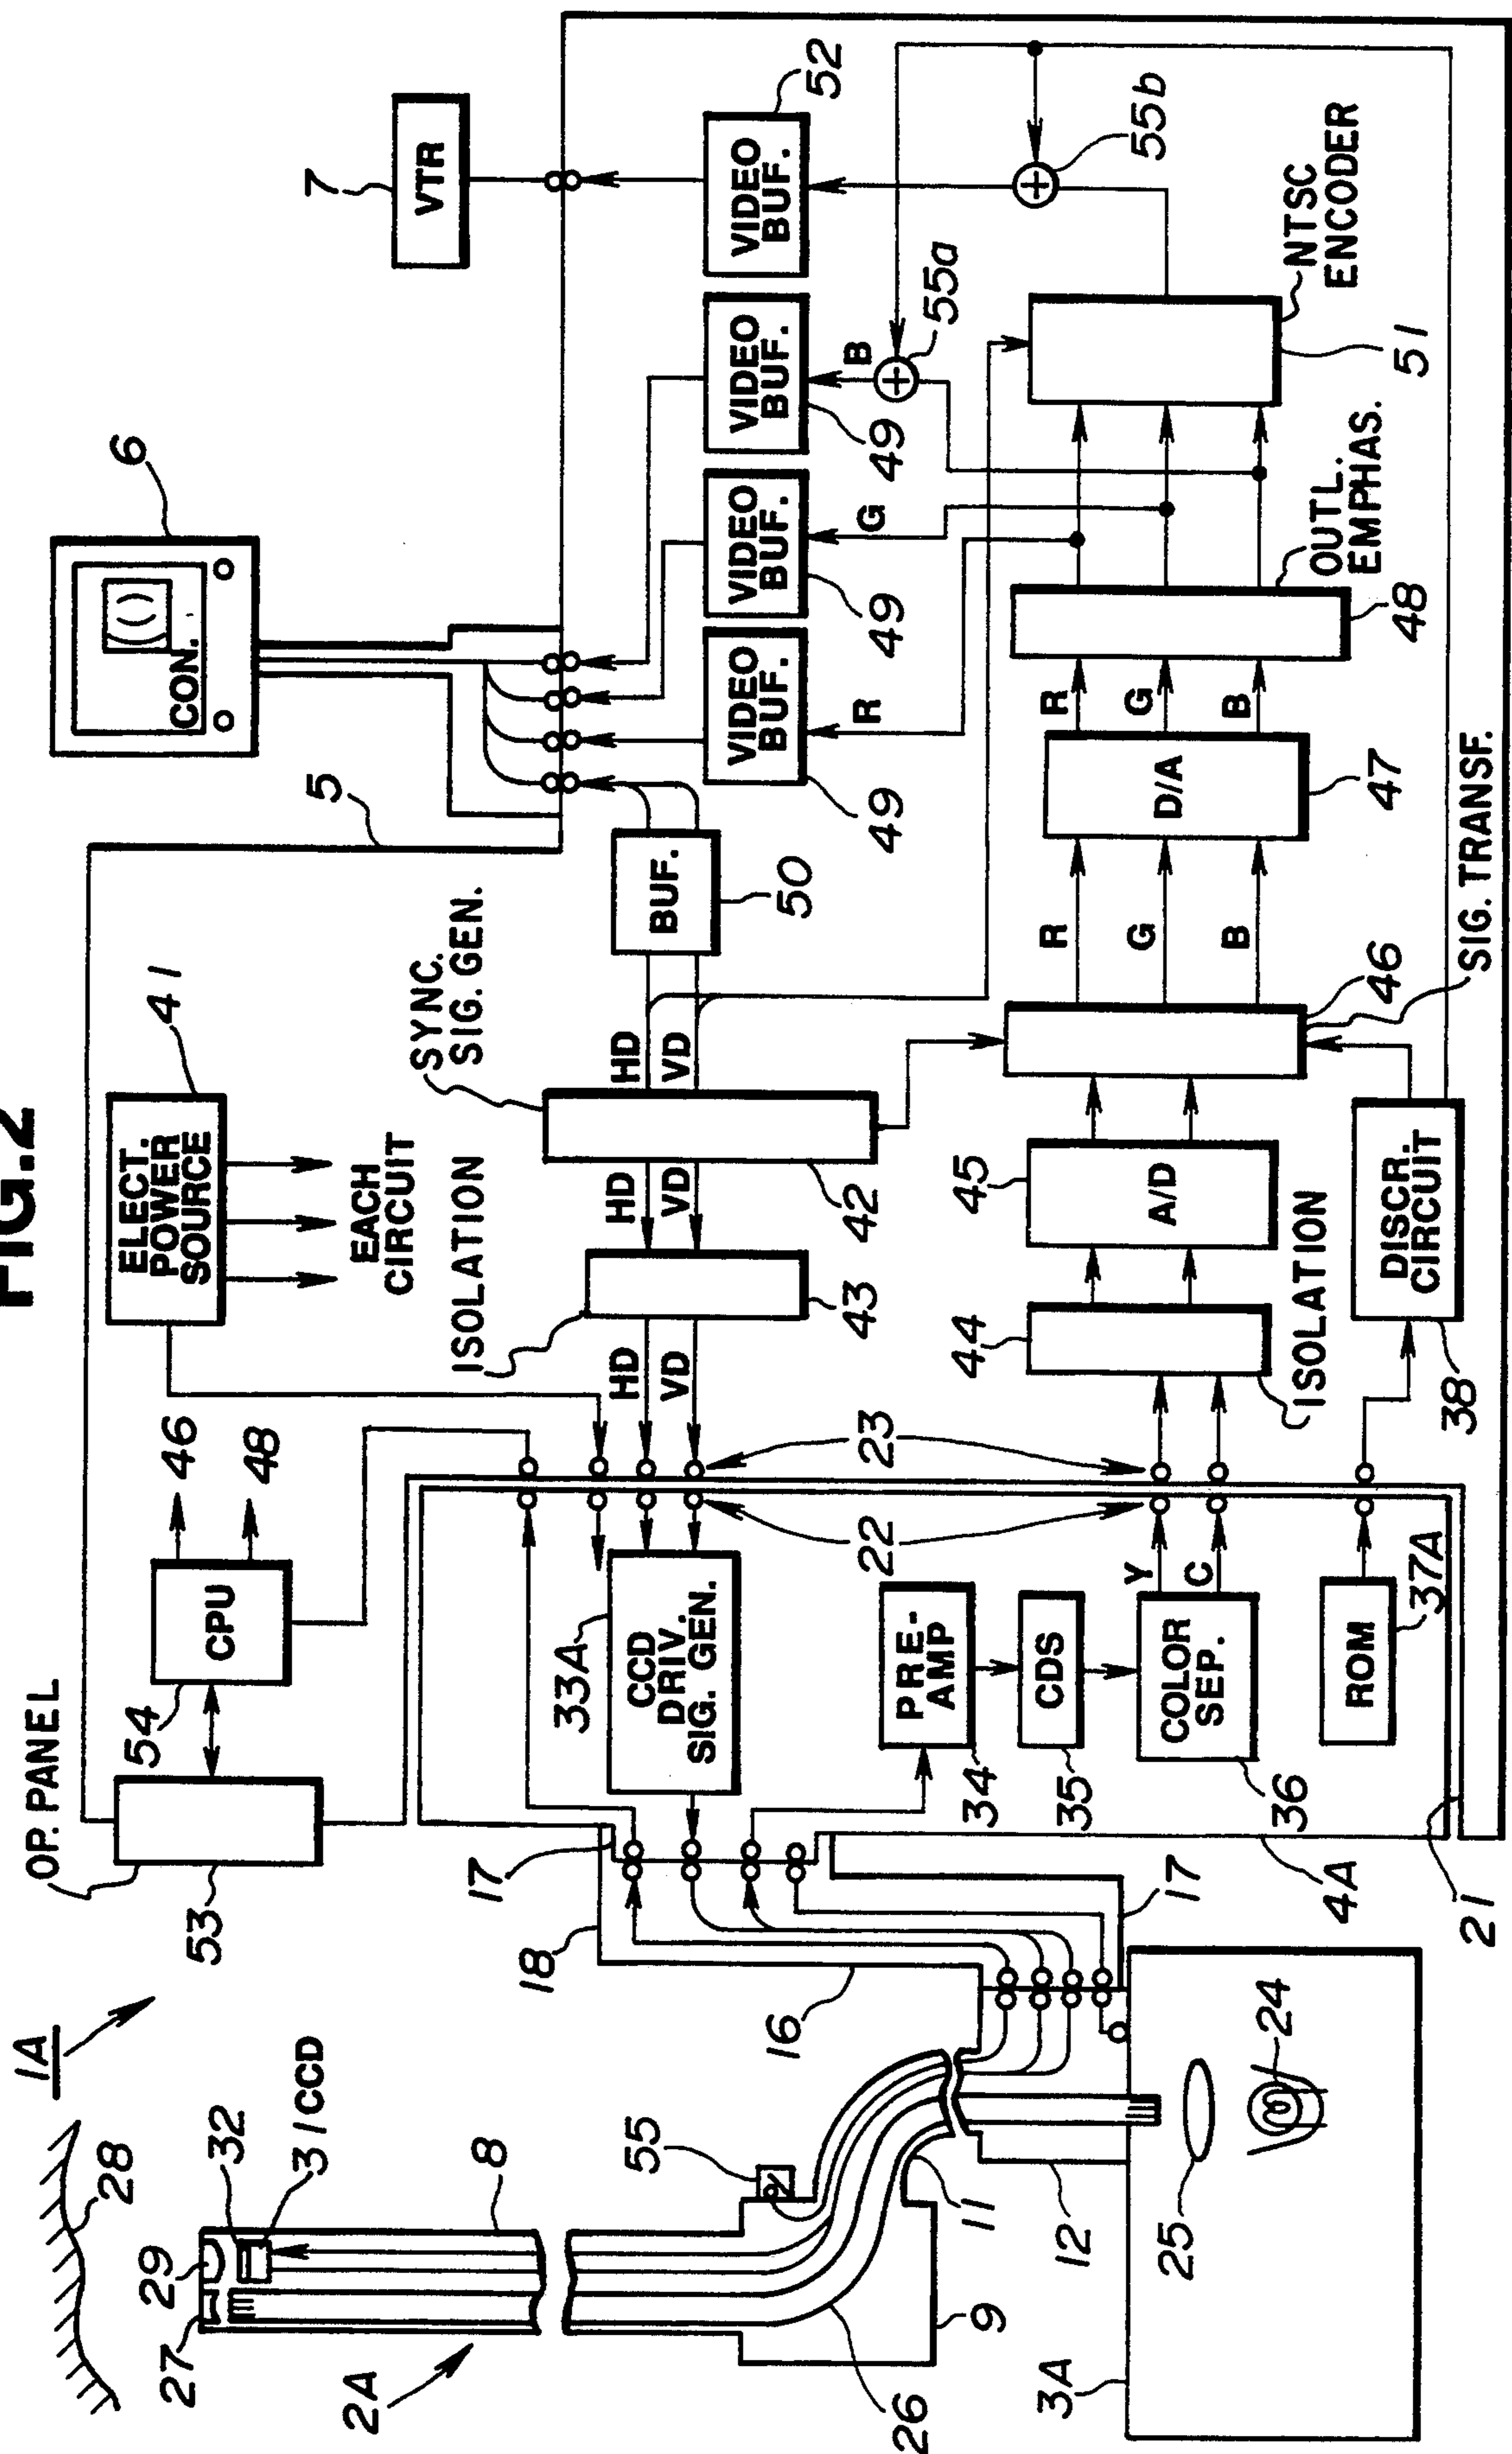 FIG.2
1A
OP. PANEL
53
54
CPU
46
48
ELECT.
POWER
SOURCE
41
EACH
CIRCUIT
5
6
CON.
7
VTR
28
27
29
32
31 CCD
8
2A
55
9
26
11
12
3A
25
24
16
18
17
17
4A
21
33A
CCD
DRIV.
SIG. GEN.
PRE-
AMP
34
CDS
35
COLOR
SEP.
36
Y
C
ROM
37A
22
23
ISOLATION
HD
VD
43
HD
VD
42
SYNC.
SIG. GEN.
HD
VD
BUF.
50
44
ISOLATION
45
A/D
DISCR.
CIRCUIT
38
46
SIG. TRANSF.
R
G
B
D/A
47
R
G
B
48
OUTL.
EMPHAS.
VIDEO
BUF.
49
R
VIDEO
BUF.
49
G
VIDEO
BUF.
49
B
55a
VIDEO
BUF.
52
55b
51
NTSC
ENCODER